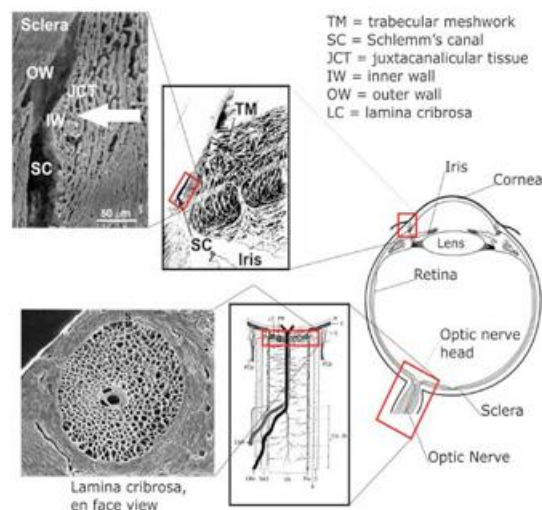 TM = trabecular meshwork
SC = Schlemm's canal
JCT = juxtacanalicular tissue
IW = inner wall
OW = outer wall
LC = lamina cribrosa
Sclera
OW
JCT
IW
SC
50 µm
TM
SC
Iris
Iris
Cornea
Lens
Retina
Optic nerve
head
Sclera
Optic Nerve
Lamina cribrosa,
en face view